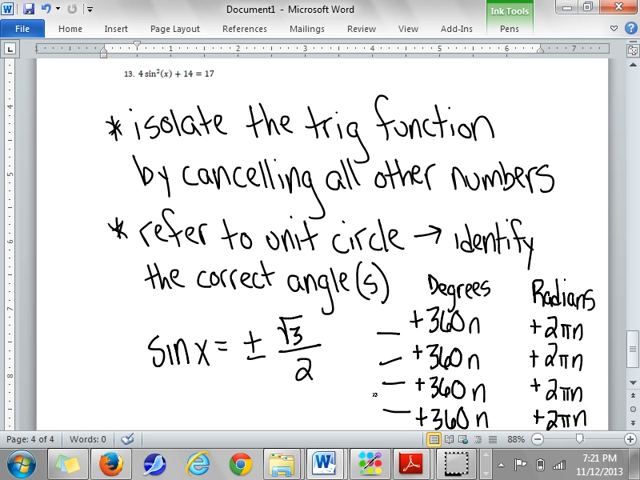 Document1 - Microsoft Word
Ink Tools
File Home Insert Page Layout References Mailings Review View Pens
13. 4 sin²(x) + 14 = 17
* isolate the trig function
by cancelling all other numbers
* refer to unit circle → identify
the correct angle(s)
Degrees Radians
sin x = ± √3/2
— +360n +2πn
— +360n +2πn
— +360n +2πn
— +360n +2πn
Page: 4 of 4 Words: 0 88%
7:21 PM
11/12/2013